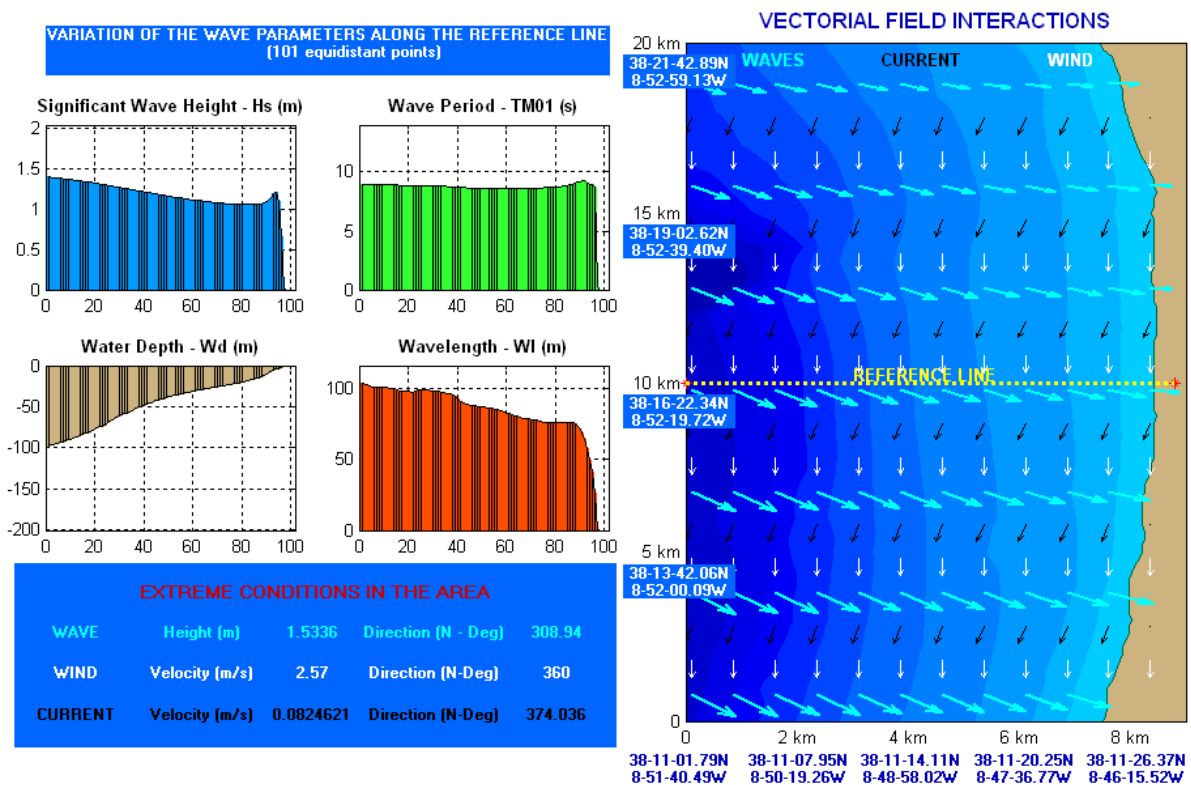 VARIATION OF THE WAVE PARAMETERS ALONG THE REFERENCE LINE
(101 equidistant points)
Significant Wave Height - Hs (m)
2
1.5
1
0.5
0
0 20 40 60 80 100
Wave Period - TM01 (s)
10
5
0
0 20 40 60 80 100
Water Depth - Wd (m)
0
-50
-100
-150
-200
0 20 40 60 80 100
Wavelength - Wl (m)
100
50
0
0 20 40 60 80 100
EXTREME CONDITIONS IN THE AREA
WAVE Height (m) 1.5336 Direction (N - Deg) 308.94
WIND Velocity (m/s) 2.57 Direction (N-Deg) 360
CURRENT Velocity (m/s) 0.0824621 Direction (N-Deg) 374.036
VECTORIAL FIELD INTERACTIONS
20 km
38-21-42.89N
8-52-59.13W
WAVES CURRENT WIND
15 km
38-19-02.62N
8-52-39.40W
REFERENCE LINE
10 km
38-16-22.34N
8-52-19.72W
5 km
38-13-42.06N
8-52-00.09W
0
0 2 km 4 km 6 km 8 km
38-11-01.79N 38-11-07.95N 38-11-14.11N 38-11-20.25N 38-11-26.37N
8-51-40.49W 8-50-19.26W 8-48-58.02W 8-47-36.77W 8-46-15.52W